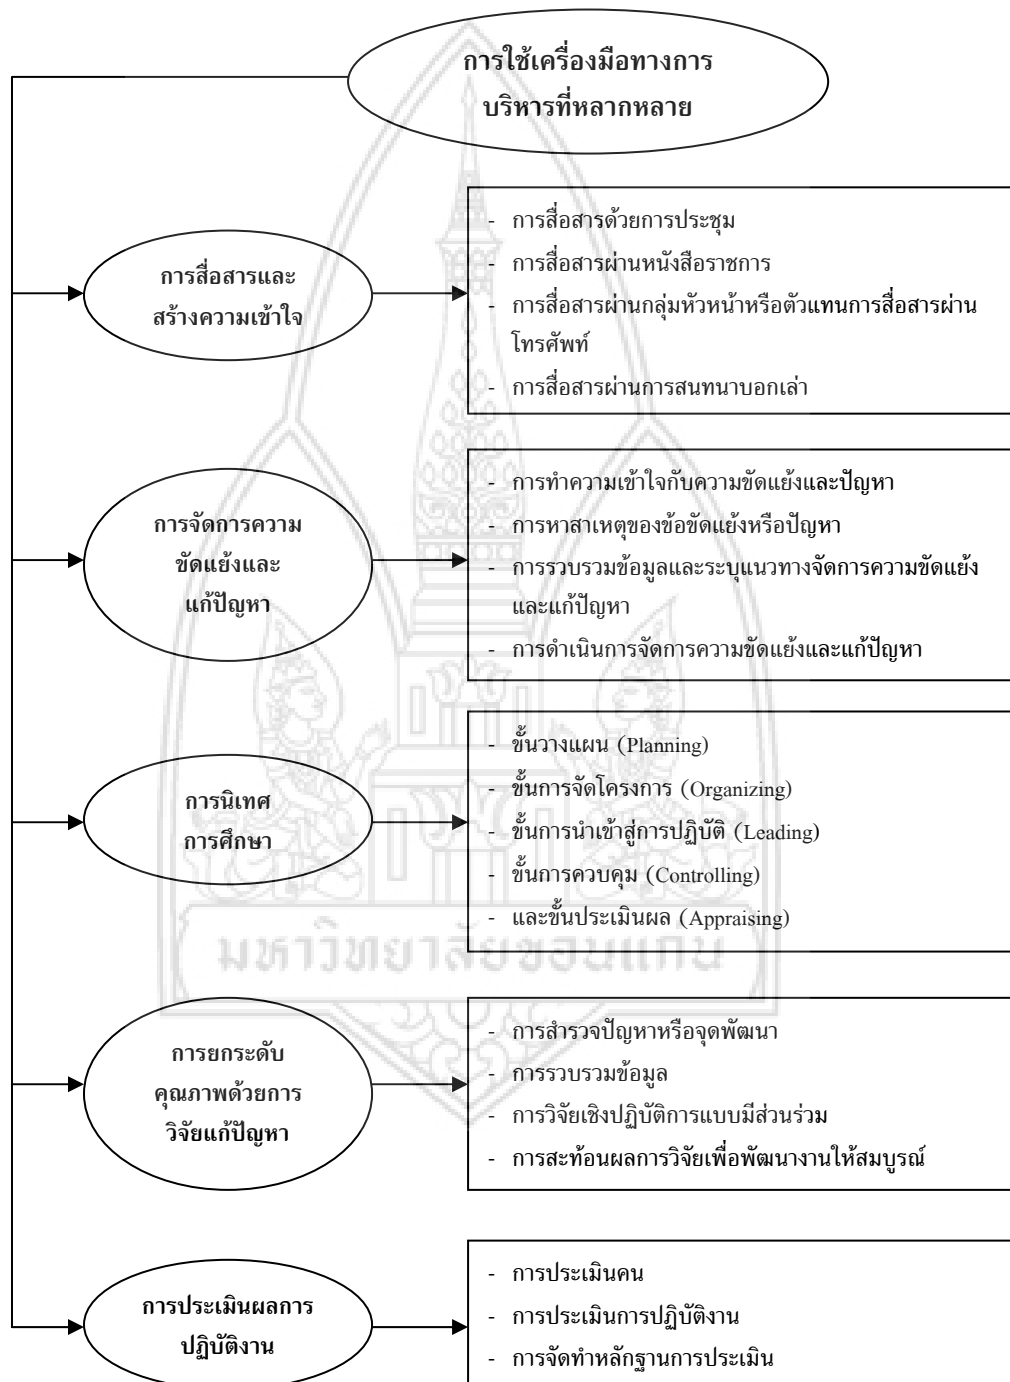 การใช้เครื่องมือทางการ
บริหารที่หลากหลาย
การสื่อสารและ
สร้างความเข้าใจ
- การสื่อสารด้วยการประชุม
- การสื่อสารผ่านหนังสือราชการ
- การสื่อสารผ่านกลุ่มหัวหน้าหรือตัวแทนการสื่อสารผ่าน
โทรศัพท์
- การสื่อสารผ่านการสนทนาบอกเล่า
การจัดการความ
ขัดแย้งและ
แก้ปัญหา
- การทำความเข้าใจกับความขัดแย้งและปัญหา
- การหาสาเหตุของข้อขัดแย้งหรือปัญหา
- การรวบรวมข้อมูลและระบุแนวทางจัดการความขัดแย้ง
และแก้ปัญหา
- การดำเนินการจัดการความขัดแย้งและแก้ปัญหา
การนิเทศ
การศึกษา
- ขั้นวางแผน (Planning)
- ขั้นการจัดโครงการ (Organizing)
- ขั้นการนำเข้าสู่การปฏิบัติ (Leading)
- ขั้นการควบคุม (Controlling)
- และขั้นประเมินผล (Appraising)
มหาวิทยาลัยขอนแก่น
การยกระดับ
คุณภาพด้วยการ
วิจัยแก้ปัญหา
- การสำรวจปัญหาหรือจุดพัฒนา
- การรวบรวมข้อมูล
- การวิจัยเชิงปฏิบัติการแบบมีส่วนร่วม
- การสะท้อนผลการวิจัยเพื่อพัฒนางานให้สมบูรณ์
การประเมินผลการ
ปฏิบัติงาน
- การประเมินคน
- การประเมินการปฏิบัติงาน
- การจัดทำหลักฐานการประเมิน